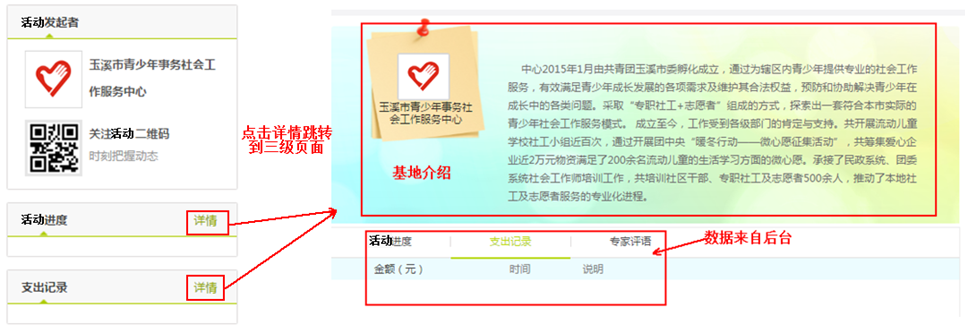 活动发起者
玉溪市青少年事务社会工
作服务中心
关注活动二维码
时刻把握动态
活动进度
详情
支出记录
详情
点击详情跳转
到三级页面
玉溪市青少年事务社
会工作服务中心
基地介绍
中心2015年1月由共青团玉溪市委孵化成立，通过为辖区内青少年提供专业的社会工作
服务，有效满足青少年成长发展的各项需求及维护其合法权益，预防和协助解决青少年在
成长中的各类问题。采取“专职社工+志愿者”组成的方式，探索出一套符合本市实际的
青少年社会工作服务模式。 成立至今，工作受到各级部门的肯定与支持。共开展流动儿童
学校社工小组近百次，通过开展团中央“暖冬行动——微心愿征集活动”，共筹集爱心企
业近2万元物资满足了200余名流动儿童的生活学习方面的微心愿。承接了民政系统、团委
系统社会工作师培训工作，共培训社区干部、专职社工及志愿者500余人，推动了本地社
工及志愿者服务的专业化进程。
活动进度
支出记录
专家评语
数据来自后台
金额（元）
时间
说明